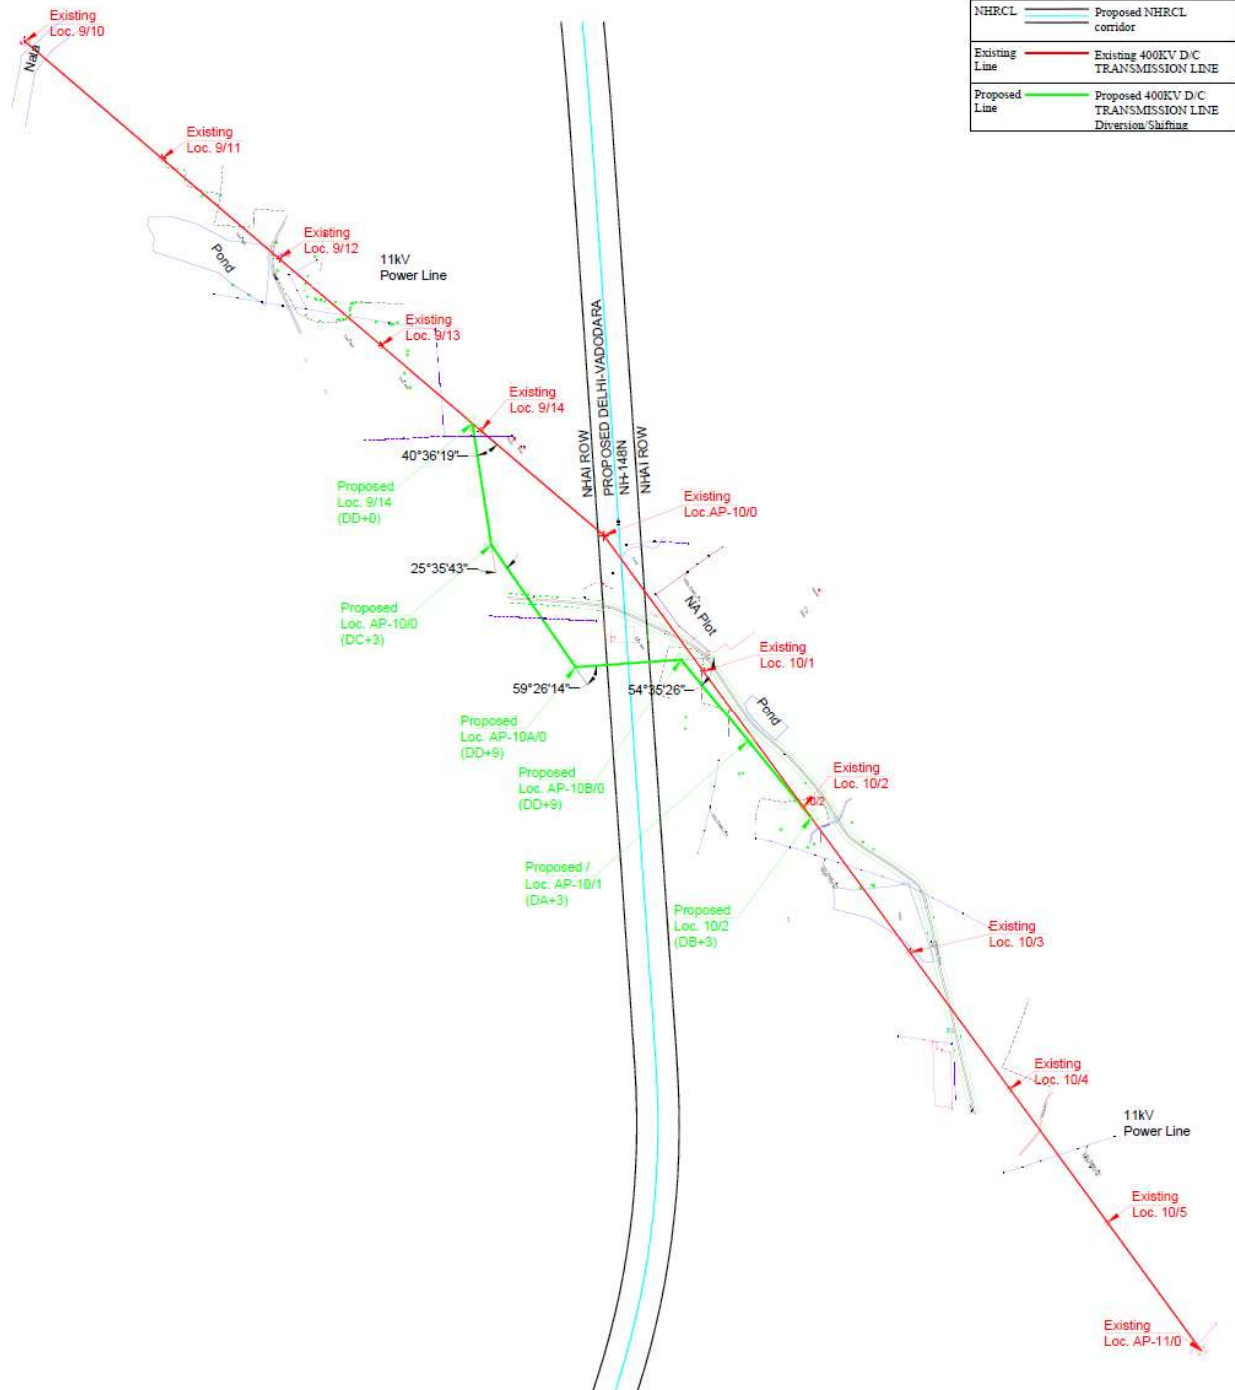 NHRCL
Proposed NHRCL
corridor
Existing
Line
Existing 400KV D/C
TRANSMISSION LINE
Proposed
Line
Proposed 400KV D/C
TRANSMISSION LINE
Diversion/Shifting
Existing
Loc. 9/10
Nala
Existing
Loc. 9/11
Existing
Loc. 9/12
Pond
11kV
Power Line
Existing
Loc. 9/13
Existing
Loc. 9/14
40°36'19"
Proposed
Loc. 9/14
(DD+0)
NHAI ROW
PROPOSED DELHI-VADODARA
NH-148N
NHAI ROW
Existing
Loc.AP-10/0
25°35'43"
Proposed
Loc. AP-10/0
(DC+3)
NA Plot
Existing
Loc. 10/1
59°26'14"
54°35'26"
Pond
Proposed
Loc. AP-10A/0
(DD+9)
Proposed
Loc. AP-10B/0
(DD+9)
Existing
Loc. 10/2
10/2
Proposed /
Loc. AP-10/1
(DA+3)
Proposed
Loc. 10/2
(DB+3)
Existing
Loc. 10/3
Existing
Loc. 10/4
11kV
Power Line
Existing
Loc. 10/5
Existing
Loc. AP-11/0